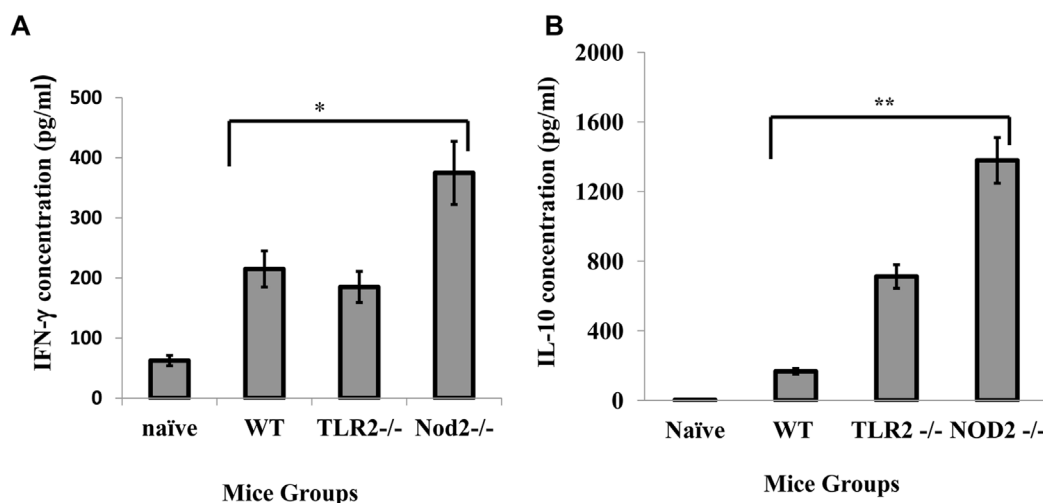 A
IFN-γ concentration (pg/ml)
500
400
300
200
100
0
*
naïve WT TLR2-/- Nod2-/-
Mice Groups
B
IL-10 concentration (pg/ml)
2000
1600
1200
800
400
0
**
Naïve WT TLR2 -/- NOD2 -/-
Mice Groups